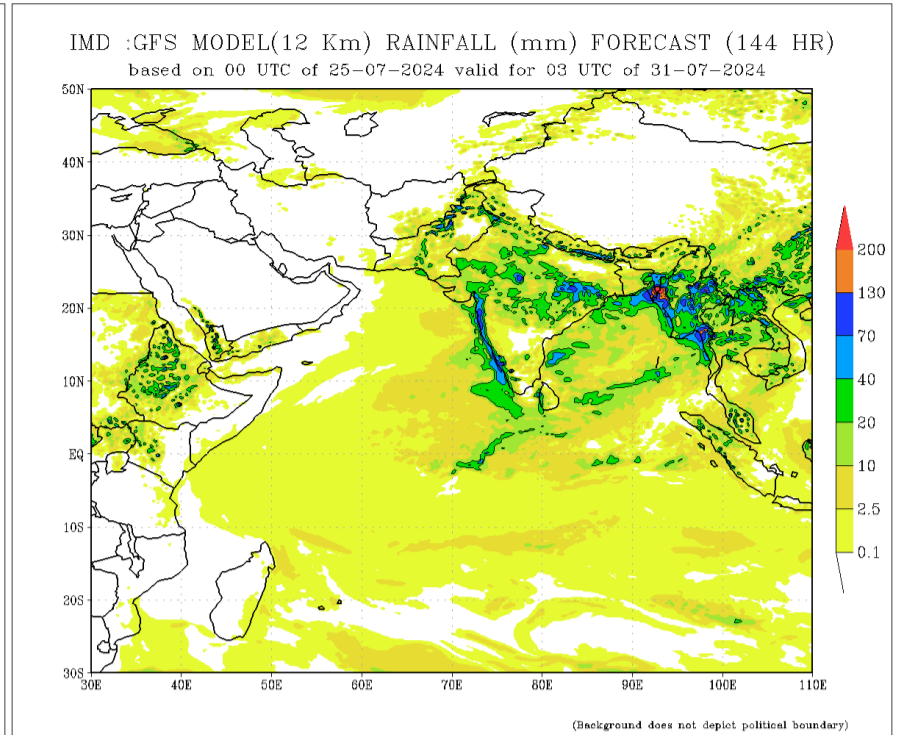 IMD :GFS MODEL(12 Km) RAINFALL (mm) FORECAST (144 HR)
based on 00 UTC of 25-07-2024 valid for 03 UTC of 31-07-2024
50N
40N
30N
20N
10N
EQ
10S
20S
30S
30E 40E 50E 60E 70E 80E 90E 100E 110E
200
130
70
40
20
10
2.5
0.1
(Background does not depict political boundary)